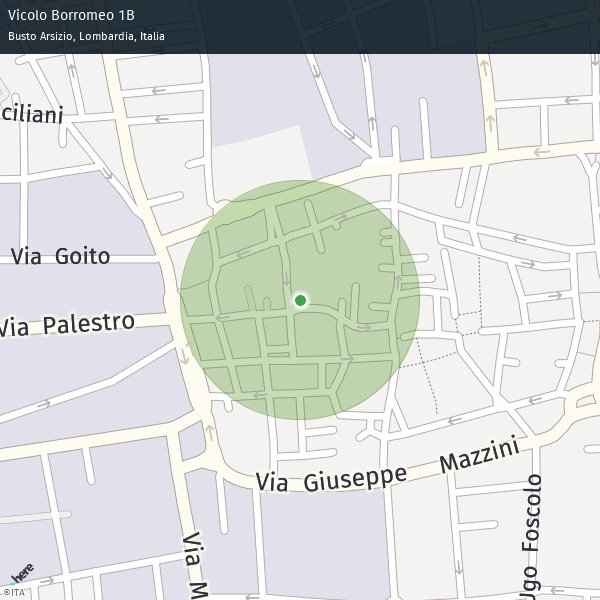 Vicolo Borromeo 1B
Busto Arsizio, Lombardia, Italia
ciliani
Via Goito
Via Palestro
Via Giuseppe Mazzini
Via M
Ugo Foscolo
here
©ITA